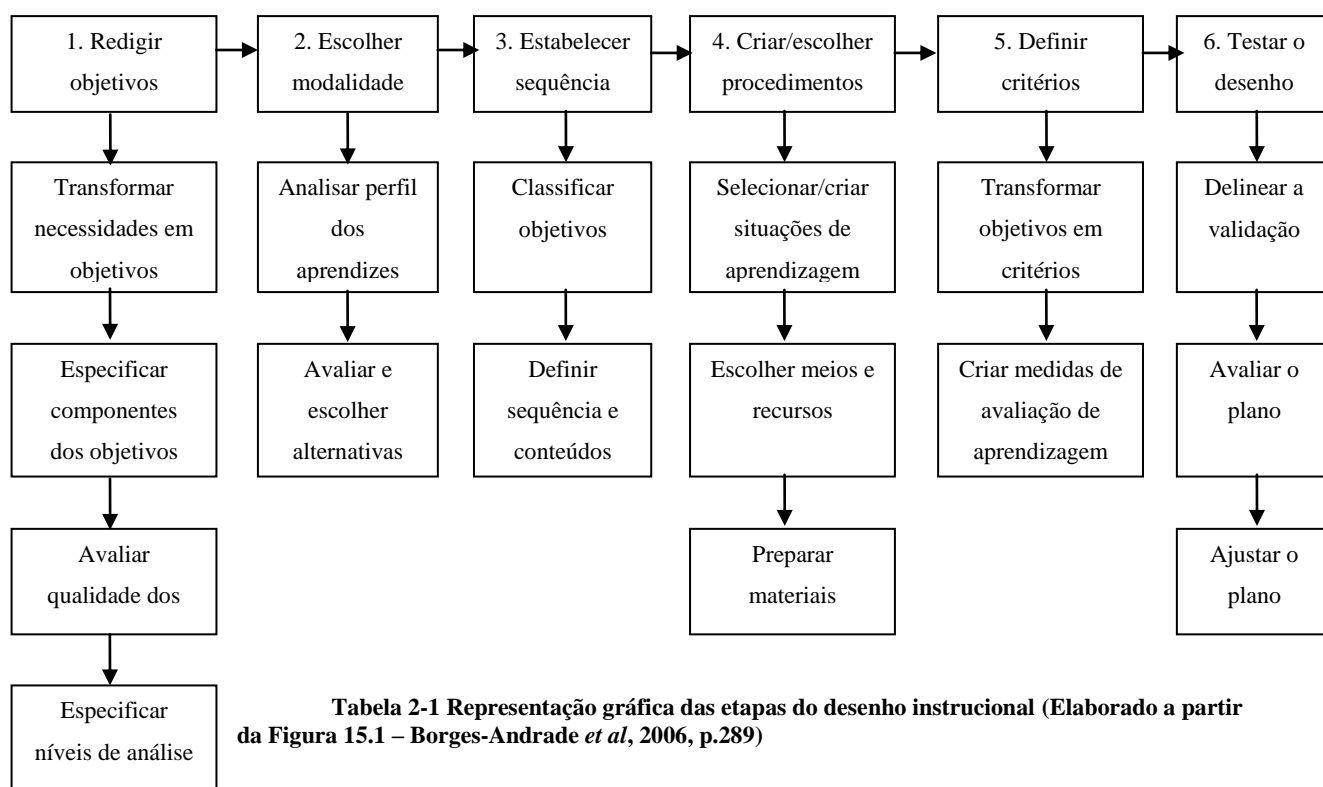 1. Redigir
objetivos
2. Escolher
modalidade
3. Estabelecer
sequência
4. Criar/escolher
procedimentos
5. Definir
critérios
6. Testar o
desenho
Transformar
necessidades em
objetivos
Analisar perfil
dos
aprendizes
Classificar
objetivos
Selecionar/criar
situações de
aprendizagem
Transformar
objetivos em
critérios
Delinear a
validação
Especificar
componentes
dos objetivos
Avaliar e
escolher
alternativas
Definir
sequência e
conteúdos
Escolher meios e
recursos
Criar medidas de
avaliação de
aprendizagem
Avaliar o
plano
Avaliar
qualidade dos
Preparar
materiais
Ajustar o
plano
Especificar
níveis de análise
Tabela 2-1 Representação gráfica das etapas do desenho instrucional (Elaborado a partir
da Figura 15.1 – Borges-Andrade et al, 2006, p.289)